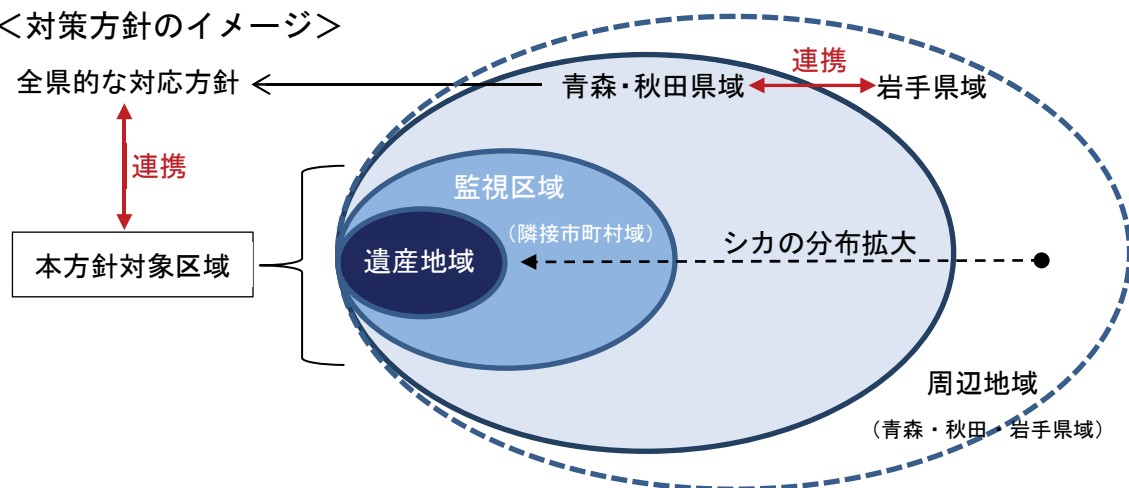 ＜対策方針のイメージ＞
全県的な対応方針
青森・秋田県域
連携
岩手県域
連携
監視区域
（隣接市町村域）
本方針対象区域
遺産地域
シカの分布拡大
周辺地域
（青森・秋田・岩手県域）